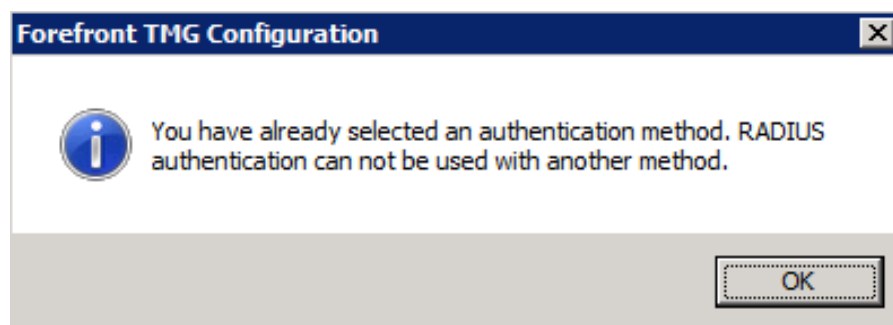 Forefront TMG Configuration
You have already selected an authentication method. RADIUS
authentication can not be used with another method.
OK